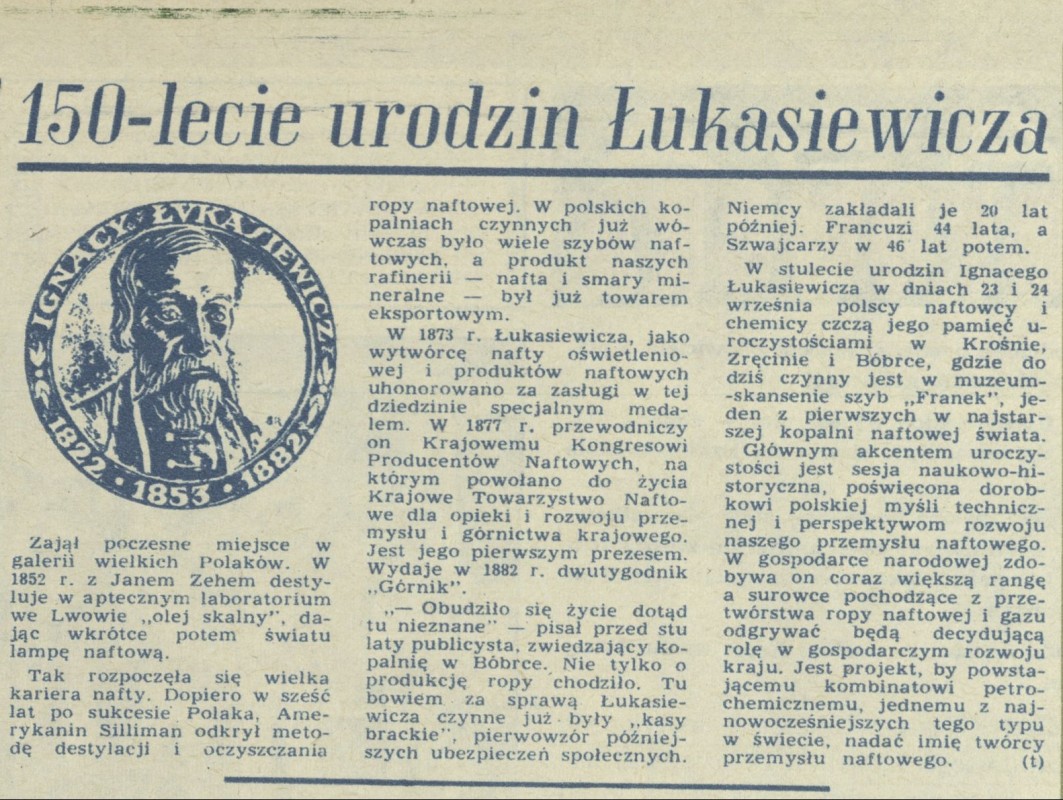 150-lecie urodzin Łukasiewicza
IGNACY ŁVKASIEWICZ
1822 · 1853 · 1882
Zajął poczesne miejsce w
galerii wielkich Polaków. W
1852 r. z Janem Zehem desty-
luje w aptecznym laboratorium
we Lwowie „olej skalny”, da-
jąc wkrótce potem światu
lampę naftową.
Tak rozpoczęła się wielka
kariera nafty. Dopiero w sześć
lat po sukcesie Polaka, Ame-
rykanin Silliman odkrył meto-
dę destylacji i oczyszczania
ropy naftowej. W polskich ko-
palniach czynnych już wó-
wczas było wiele szybów naf-
towych, a produkt naszych
rafinerii — nafta i smary mi-
neralne — był już towarem
eksportowym.
W 1873 r. Łukasiewicza, jako
wytwórcę nafty oświetlenio-
wej i produktów naftowych
uhonorowano za zasługi w tej
dziedzinie specjalnym meda-
lem. W 1877 r. przewodniczy
on Krajowemu Kongresowi
Producentów Naftowych, na
którym powołano do życia
Krajowe Towarzystwo Nafto-
we dla opieki i rozwoju prze-
mysłu i górnictwa krajowego.
Jest jego pierwszym prezesem.
Wydaje w 1882 r. dwutygodnik
„Górnik”.
„— Obudziło się życie dotąd
tu nieznane” — pisał przed stu
laty publicysta, zwiedzający ko-
palnię w Bóbrce. Nie tylko o
produkcję ropy chodziło. Tu
bowiem za sprawą Łukasie-
wicza czynne już były „kasy
brackie”, pierwowzór później-
szych ubezpieczeń społecznych.
Niemcy zakładali je 20 lat
później. Francuzi 44 lata, a
Szwajcarzy w 46 lat potem.
W stulecie urodzin Ignacego
Łukasiewicza w dniach 23 i 24
września polscy naftowcy i
chemicy czczą jego pamięć u-
roczystościami w Krośnie,
Zręcinie i Bóbrce, gdzie do
dziś czynny jest w muzeum-
-skansenie szyb „Franek”, je-
den z pierwszych w najstar-
szej kopalni naftowej świata.
Głównym akcentem uroczy-
stości jest sesja naukowo-hi-
storyczna, poświęcona dorob-
kowi polskiej myśli technicz-
nej i perspektywom rozwoju
naszego przemysłu naftowego.
W gospodarce narodowej zdo-
bywa on coraz większą rangę
a surowce pochodzące z prze-
twórstwa ropy naftowej i gazu
odgrywać będą decydującą
rolę w gospodarczym rozwoju
kraju. Jest projekt, by powsta-
jącemu kombinatowi petro-
chemicznemu, jednemu z naj-
nowocześniejszych tego typu
w świecie, nadać imię twórcy
przemysłu naftowego. (t)